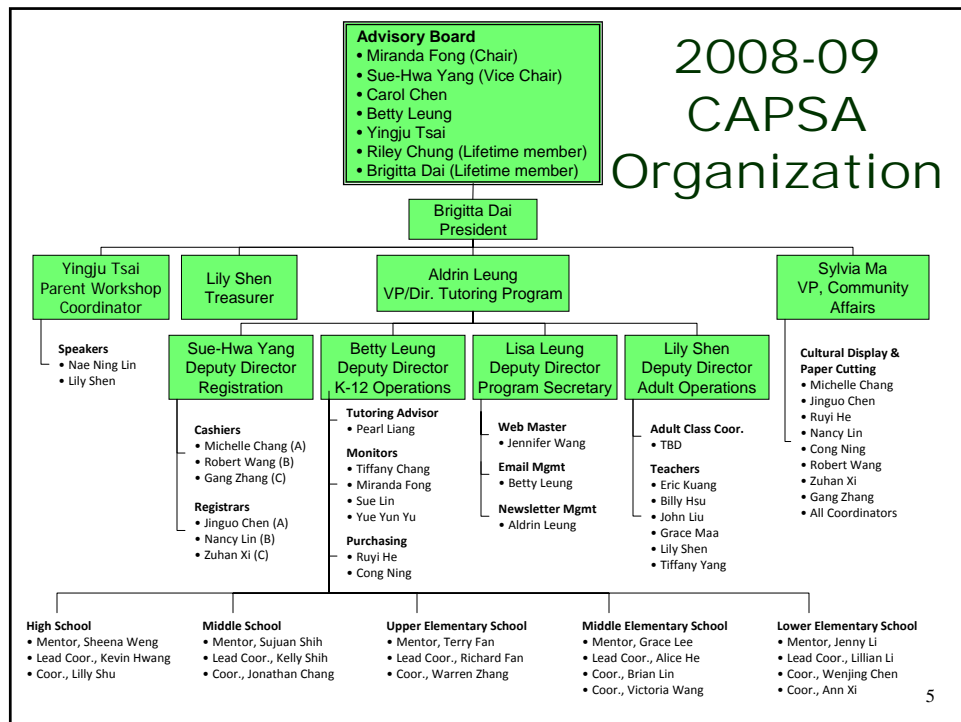 Advisory Board
• Miranda Fong (Chair)
• Sue-Hwa Yang (Vice Chair)
• Carol Chen
• Betty Leung
• Yingju Tsai
• Riley Chung (Lifetime member)
• Brigitta Dai (Lifetime member)
2008-09
CAPSA
Organization
Brigitta Dai
President
Yingju Tsai
Parent Workshop
Coordinator
Lily Shen
Treasurer
Aldrin Leung
VP/Dir. Tutoring Program
Sylvia Ma
VP, Community
Affairs
Speakers
• Nae Ning Lin
• Lily Shen
Sue-Hwa Yang
Deputy Director
Registration
Betty Leung
Deputy Director
K-12 Operations
Lisa Leung
Deputy Director
Program Secretary
Lily Shen
Deputy Director
Adult Operations
Cultural Display &
Paper Cutting
• Michelle Chang
• Jinguo Chen
• Ruyi He
• Nancy Lin
• Cong Ning
• Robert Wang
• Zuhan Xi
• Gang Zhang
• All Coordinators
Cashiers
• Michelle Chang (A)
• Robert Wang (B)
• Gang Zhang (C)
Registrars
• Jinguo Chen (A)
• Nancy Lin (B)
• Zuhan Xi (C)
Tutoring Advisor
• Pearl Liang
Monitors
• Tiffany Chang
• Miranda Fong
• Sue Lin
• Yue Yun Yu
Purchasing
• Ruyi He
• Cong Ning
Web Master
• Jennifer Wang
Email Mgmt
• Betty Leung
Newsletter Mgmt
• Aldrin Leung
Adult Class Coor.
• TBD
Teachers
• Eric Kuang
• Billy Hsu
• John Liu
• Grace Maa
• Lily Shen
• Tiffany Yang
High School
• Mentor, Sheena Weng
• Lead Coor., Kevin Hwang
• Coor., Lilly Shu
Middle School
• Mentor, Sujuan Shih
• Lead Coor., Kelly Shih
• Coor., Jonathan Chang
Upper Elementary School
• Mentor, Terry Fan
• Lead Coor., Richard Fan
• Coor., Warren Zhang
Middle Elementary School
• Mentor, Grace Lee
• Lead Coor., Alice He
• Coor., Brian Lin
• Coor., Victoria Wang
Lower Elementary School
• Mentor, Jenny Li
• Lead Coor., Lillian Li
• Coor., Wenjing Chen
• Coor., Ann Xi
5